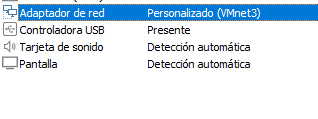 Adaptador de red Personalizado (VMnet3)
Controladora USB Presente
Tarjeta de sonido Detección automática
Pantalla Detección automática